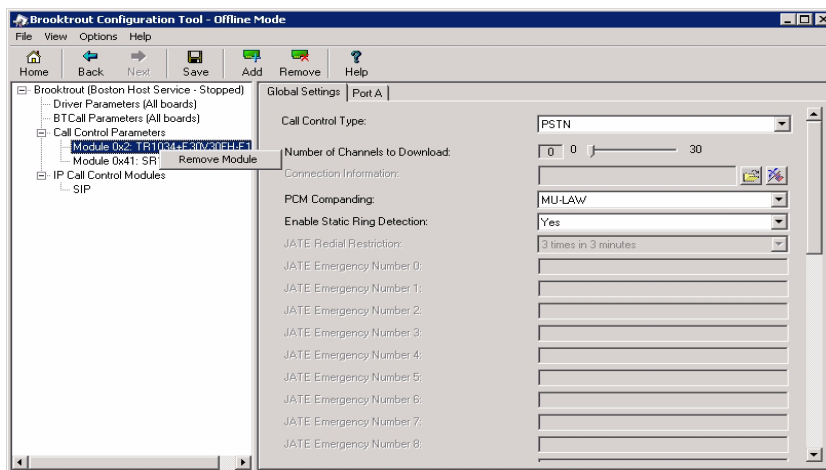 Brooktrout Configuration Tool - Offline Mode
File View Options Help
Home Back Next Save Add Remove Help
Brooktrout (Boston Host Service - Stopped)
Driver Parameters (All boards)
BTCall Parameters (All boards)
Call Control Parameters
Module 0x2: TR1034+E30V30FH-E1
Module 0x41: SR
Remove Module
IP Call Control Modules
SIP
Global Settings Port A
Call Control Type: PSTN
Number of Channels to Download: 0 0 30
Connection Information:
PCM Companding: MU-LAW
Enable Static Ring Detection: Yes
JATE Redial Restriction: 3 times in 3 minutes
JATE Emergency Number 0:
JATE Emergency Number 1:
JATE Emergency Number 2:
JATE Emergency Number 3:
JATE Emergency Number 4:
JATE Emergency Number 5:
JATE Emergency Number 6:
JATE Emergency Number 7:
JATE Emergency Number 8: